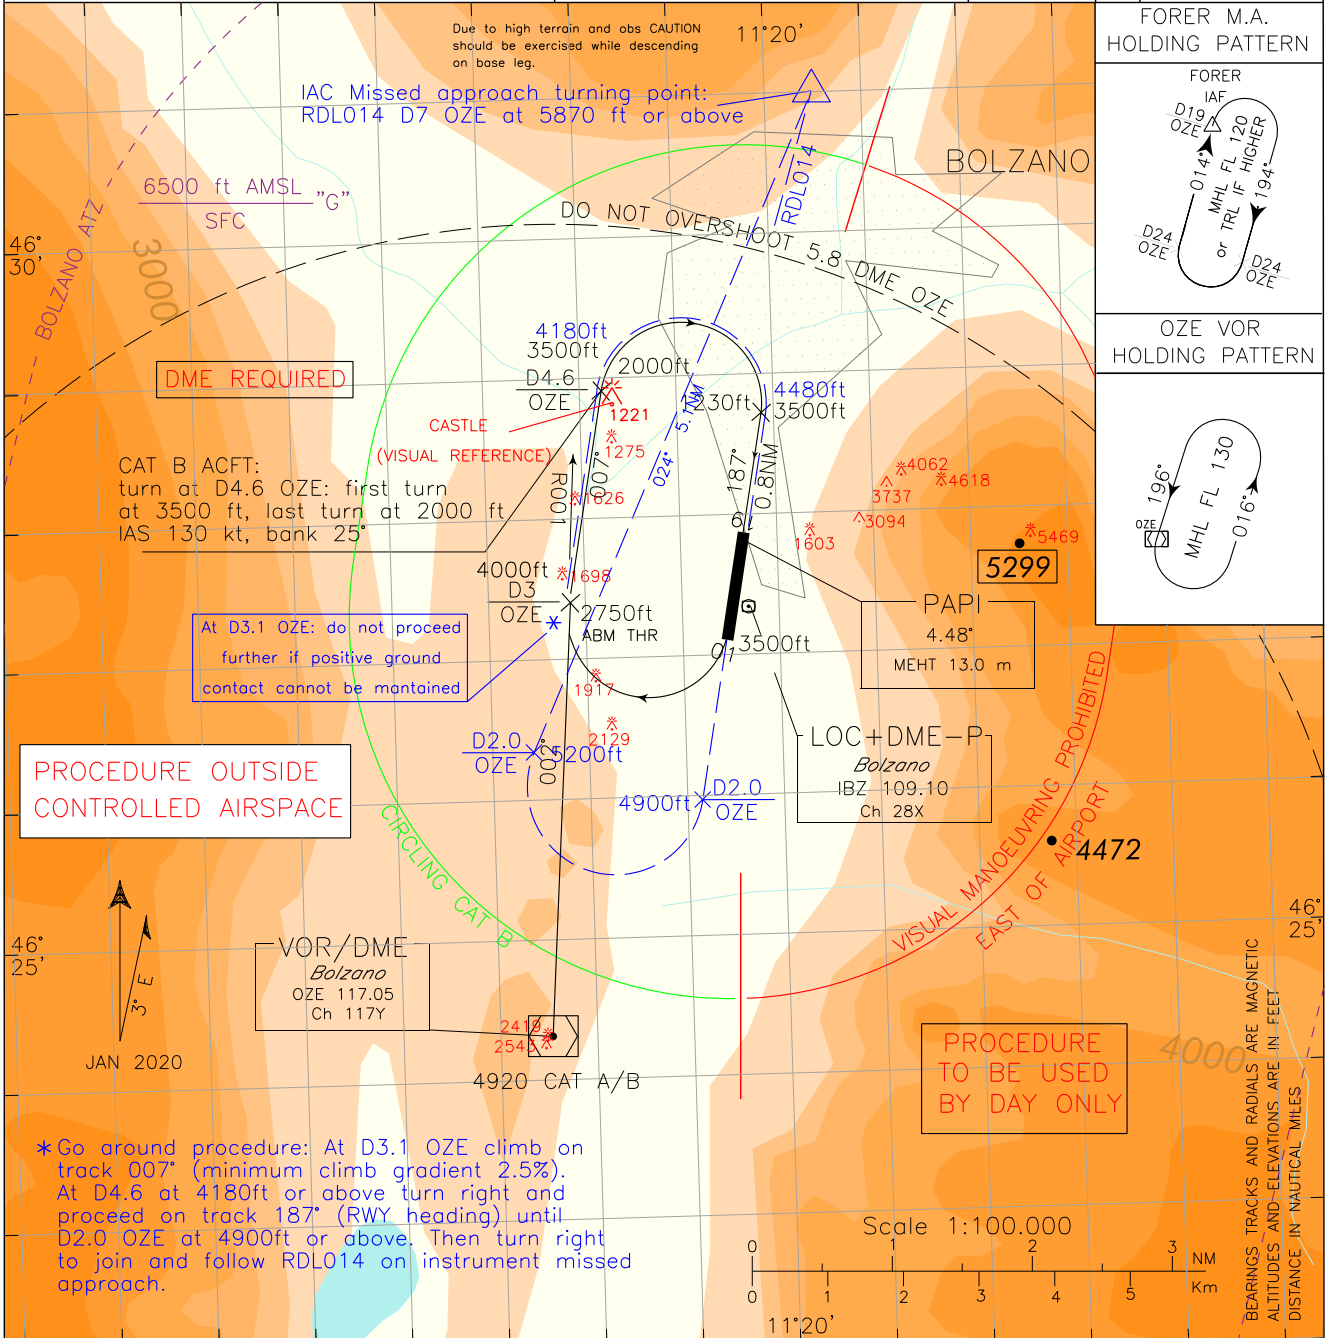 Due to high terrain and obs CAUTION
should be exercised while descending
on base leg.
11°20'
IAC Missed approach turning point:
RDL014 D7 OZE at 5870 ft or above
FORER M.A.
HOLDING PATTERN
FORER
IAF
D19
OZE
014°
MHL FL 120
or TRL IF HIGHER
194°
D24
OZE
D24
OZE
OZE VOR
HOLDING PATTERN
196°
OZE
MHL FL 130
016°
BOLZANO
6500 ft AMSL
SFC
"G"
BOLZANO ATZ
3000
46°
30'
RDL014
DO NOT OVERSHOOT 5.8 DME OZE
DME REQUIRED
4180ft
3500ft
2000ft
D4.6
OZE
1221
CASTLE
(VISUAL REFERENCE)
1275
230ft
4480ft
3500ft
5.1NM
024°
187°
0.8NM
007°
R001
1626
CAT B ACFT:
turn at D4.6 OZE: first turn
at 3500 ft, last turn at 2000 ft
IAS 130 kt, bank 25°
4062
4618
3737
3094
1603
5469
5299
19
4000ft
1698
D3
OZE
2750ft
ABM THR
At D3.1 OZE: do not proceed
further if positive ground
contact cannot be mantained
*
01
3500ft
PAPI
4.48°
MEHT 13.0 m
1917
2129
D2.0
OZE
5200ft
002°
4900ft
D2.0
OZE
LOC+DME-P
Bolzano
IBZ 109.10
Ch 28X
PROCEDURE OUTSIDE
CONTROLLED AIRSPACE
CIRCLING CAT B
VISUAL MANOEUVRING PROHIBITED
EAST OF AIRPORT
4472
46°
25'
46°
25'
3° E
JAN 2020
VOR/DME
Bolzano
OZE 117.05
Ch 117Y
2419
2543
4920 CAT A/B
PROCEDURE
TO BE USED
BY DAY ONLY
4000
* Go around procedure: At D3.1 OZE climb on
track 007° (minimum climb gradient 2.5%).
At D4.6 at 4180ft or above turn right and
proceed on track 187° (RWY heading) until
D2.0 OZE at 4900ft or above. Then turn right
to join and follow RDL014 on instrument missed
approach.
Scale 1:100.000
0 1 2 3 NM
0 1 2 3 4 5 Km
11°20'
BEARINGS TRACKS AND RADIALS ARE MAGNETIC
ALTITUDES AND ELEVATIONS ARE IN FEET
DISTANCE IN NAUTICAL MILES